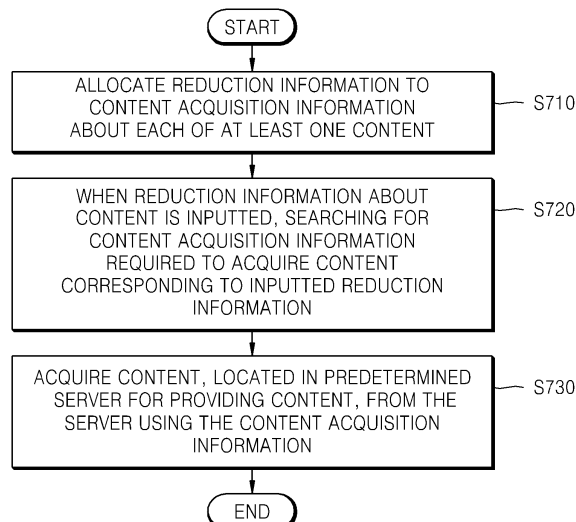 START
ALLOCATE REDUCTION INFORMATION TO
CONTENT ACQUISITION INFORMATION
ABOUT EACH OF AT LEAST ONE CONTENT
S710
WHEN REDUCTION INFORMATION ABOUT
CONTENT IS INPUTTED, SEARCHING FOR
CONTENT ACQUISITION INFORMATION
REQUIRED TO ACQUIRE CONTENT
CORRESPONDING TO INPUTTED REDUCTION
INFORMATION
S720
ACQUIRE CONTENT, LOCATED IN PREDETERMINED
SERVER FOR PROVIDING CONTENT, FROM THE
SERVER USING THE CONTENT ACQUISITION
INFORMATION
S730
END